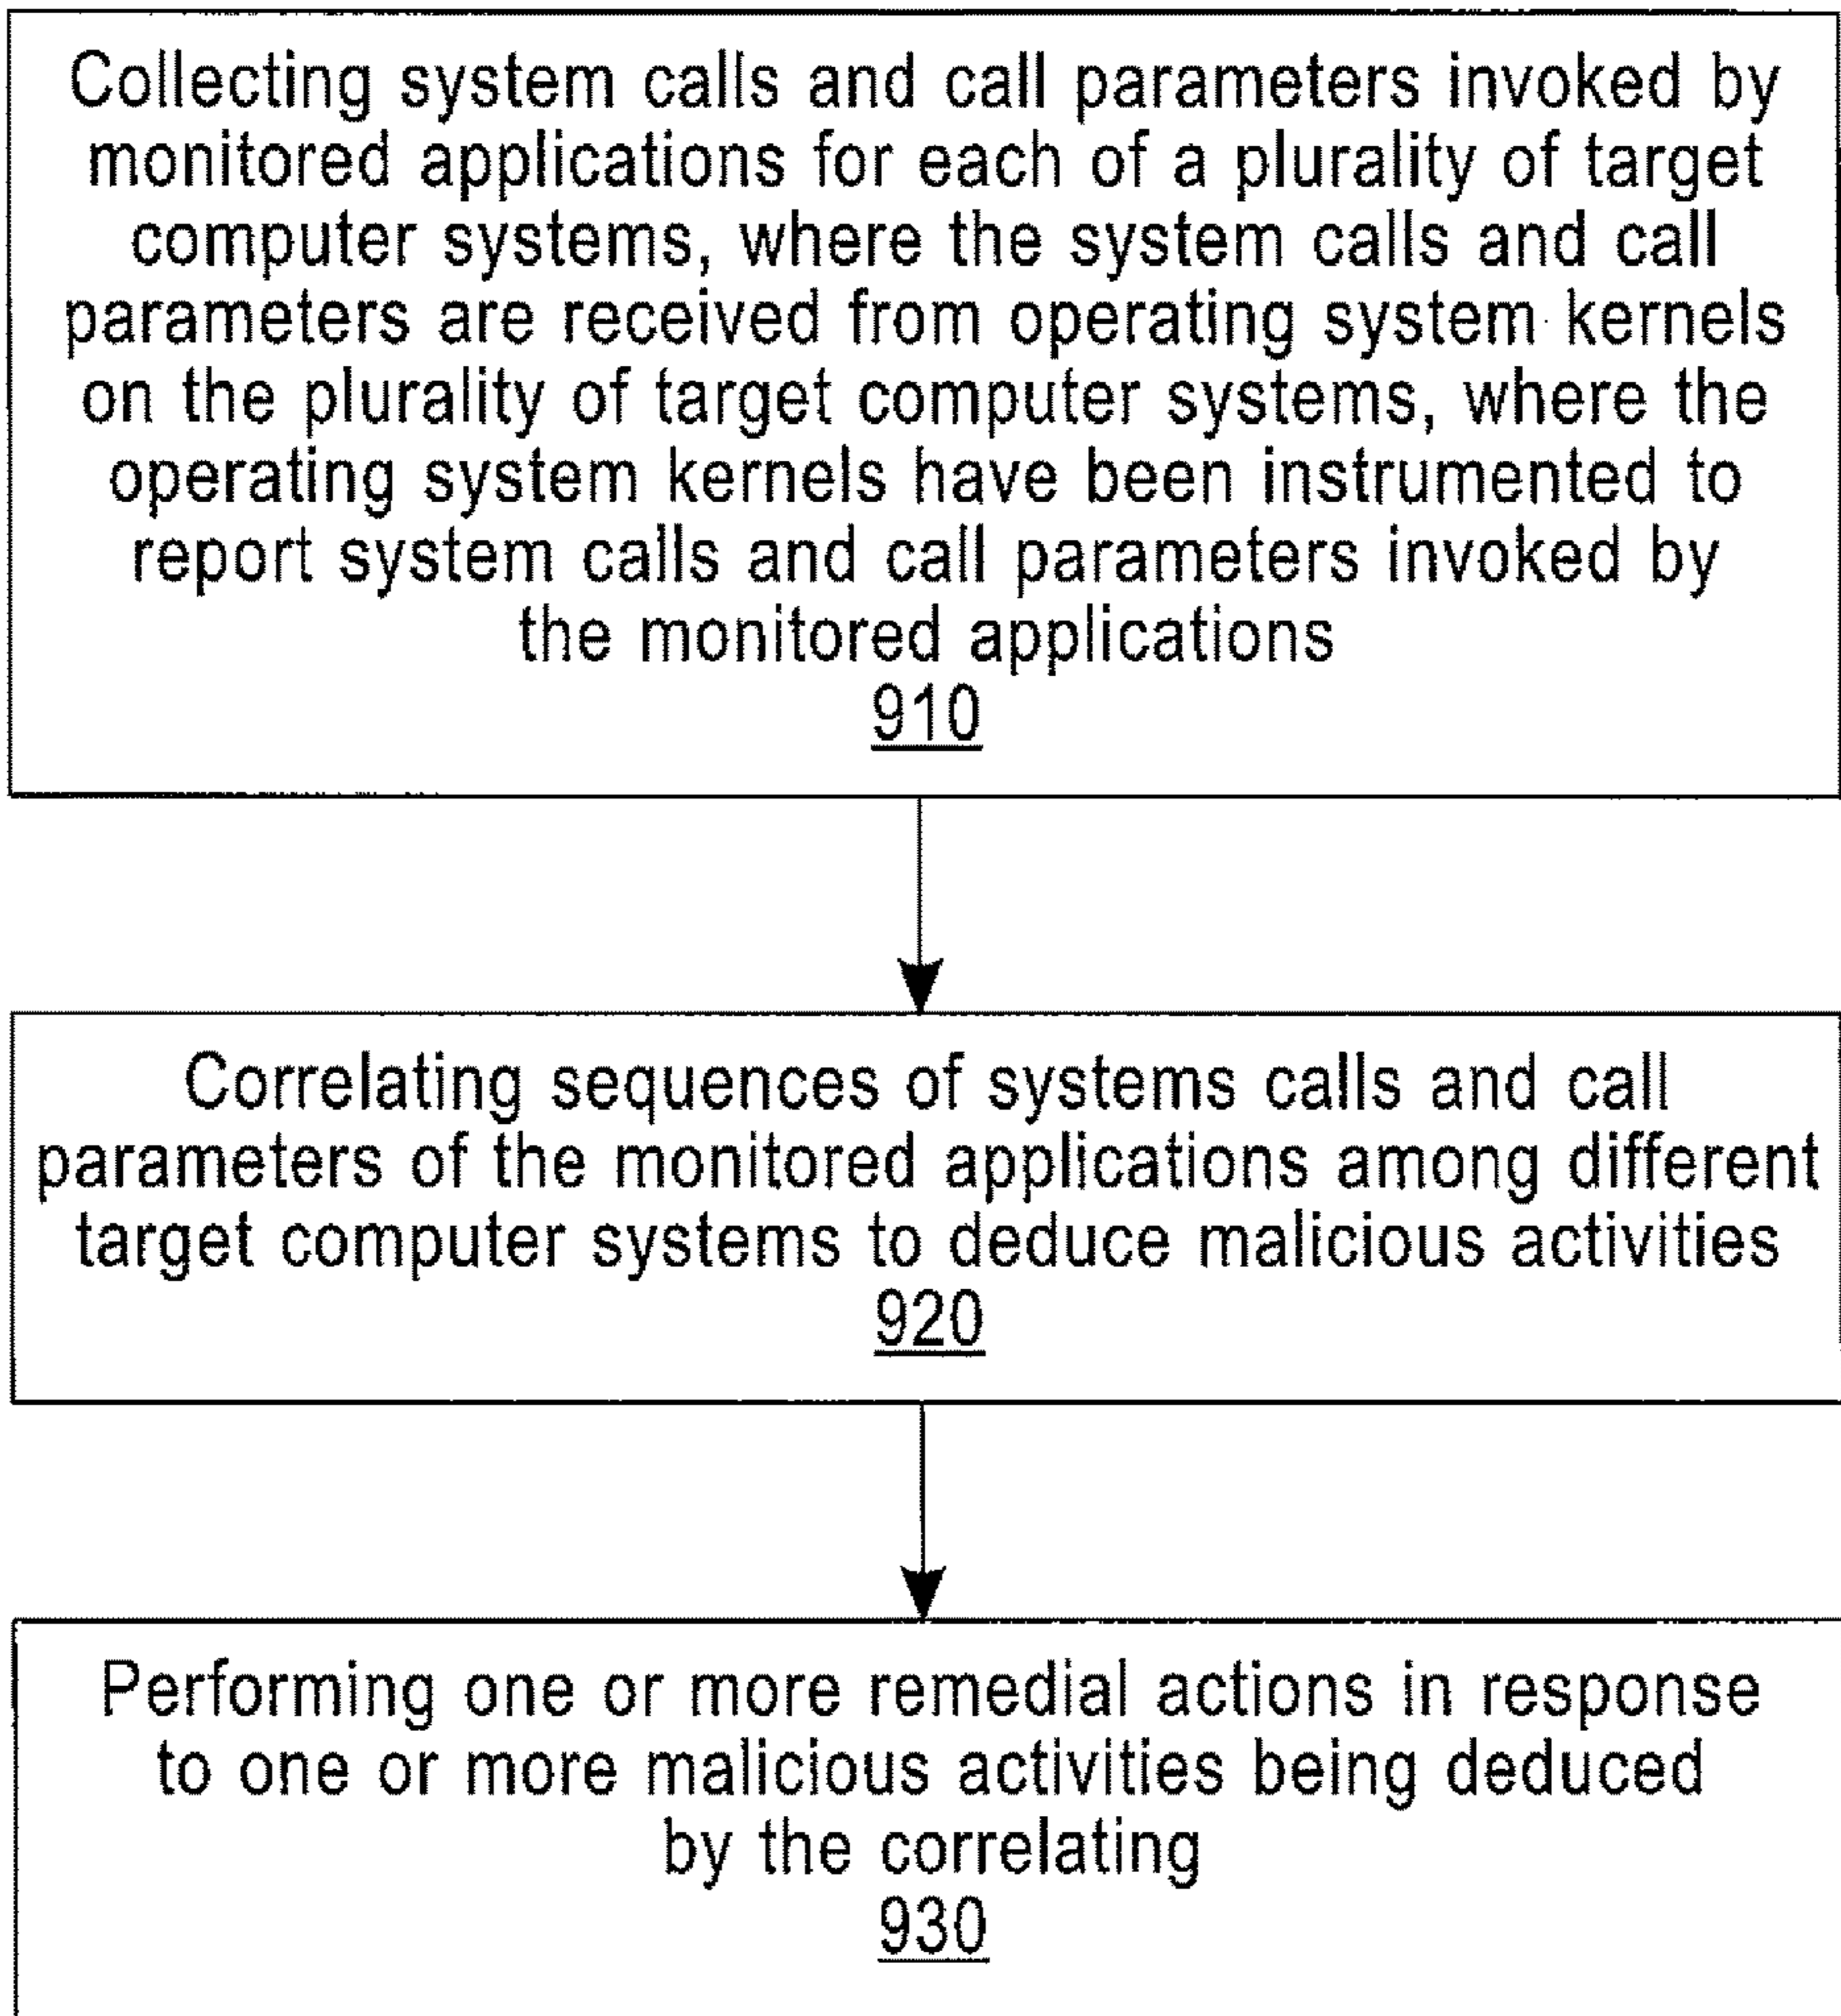 Collecting system calls and call parameters invoked by
monitored applications for each of a plurality of target
computer systems, where the system calls and call
parameters are received from operating system kernels
on the plurality of target computer systems, where the
operating system kernels have been instrumented to
report system calls and call parameters invoked by
the monitored applications
910
Correlating sequences of systems calls and call
parameters of the monitored applications among different
target computer systems to deduce malicious activities
920
Performing one or more remedial actions in response
to one or more malicious activities being deduced
by the correlating
930